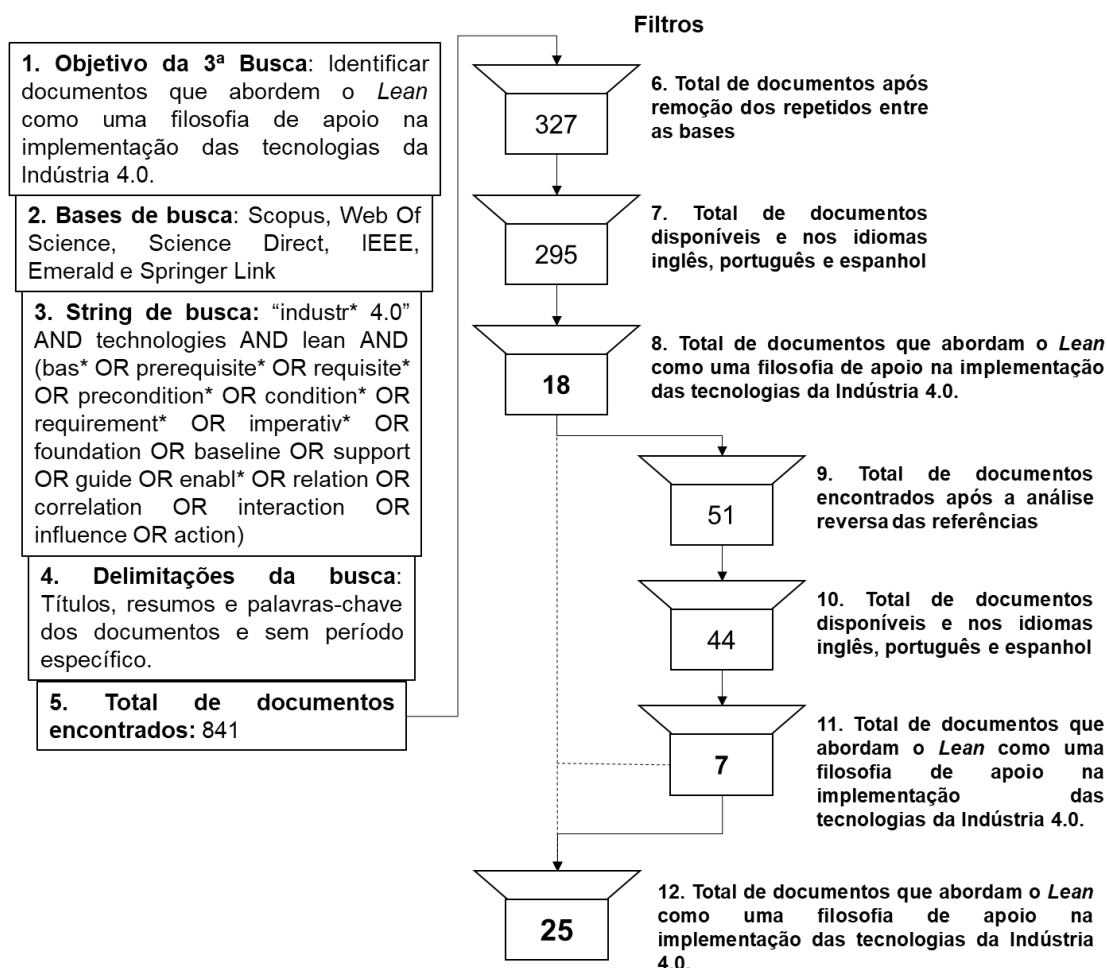 Filtros
1. Objetivo da 3ª Busca: Identificar
documentos que abordem o Lean
como uma filosofia de apoio na
implementação das tecnologias da
Indústria 4.0.
2. Bases de busca: Scopus, Web Of
Science, Science Direct, IEEE,
Emerald e Springer Link
3. String de busca: “industr* 4.0”
AND technologies AND lean AND
(bas* OR prerequisite* OR requisite*
OR precondition* OR condition* OR
requirement* OR imperativ* OR
foundation OR baseline OR support
OR guide OR enabl* OR relation OR
correlation OR interaction OR
influence OR action)
4. Delimitações da busca:
Títulos, resumos e palavras-chave
dos documentos e sem período
específico.
5. Total de documentos
encontrados: 841
327
6. Total de documentos após
remoção dos repetidos entre
as bases
295
7. Total de documentos
disponíveis e nos idiomas
inglês, português e espanhol
18
8. Total de documentos que abordam o Lean
como uma filosofia de apoio na implementação
das tecnologias da Indústria 4.0.
51
9. Total de documentos
encontrados após a análise
reversa das referências
44
10. Total de documentos
disponíveis e nos idiomas
inglês, português e espanhol
7
11. Total de documentos que
abordam o Lean como uma
filosofia de apoio na
implementação das
tecnologias da Indústria 4.0.
25
12. Total de documentos que abordam o Lean
como uma filosofia de apoio na
implementação das tecnologias da Indústria
4.0.